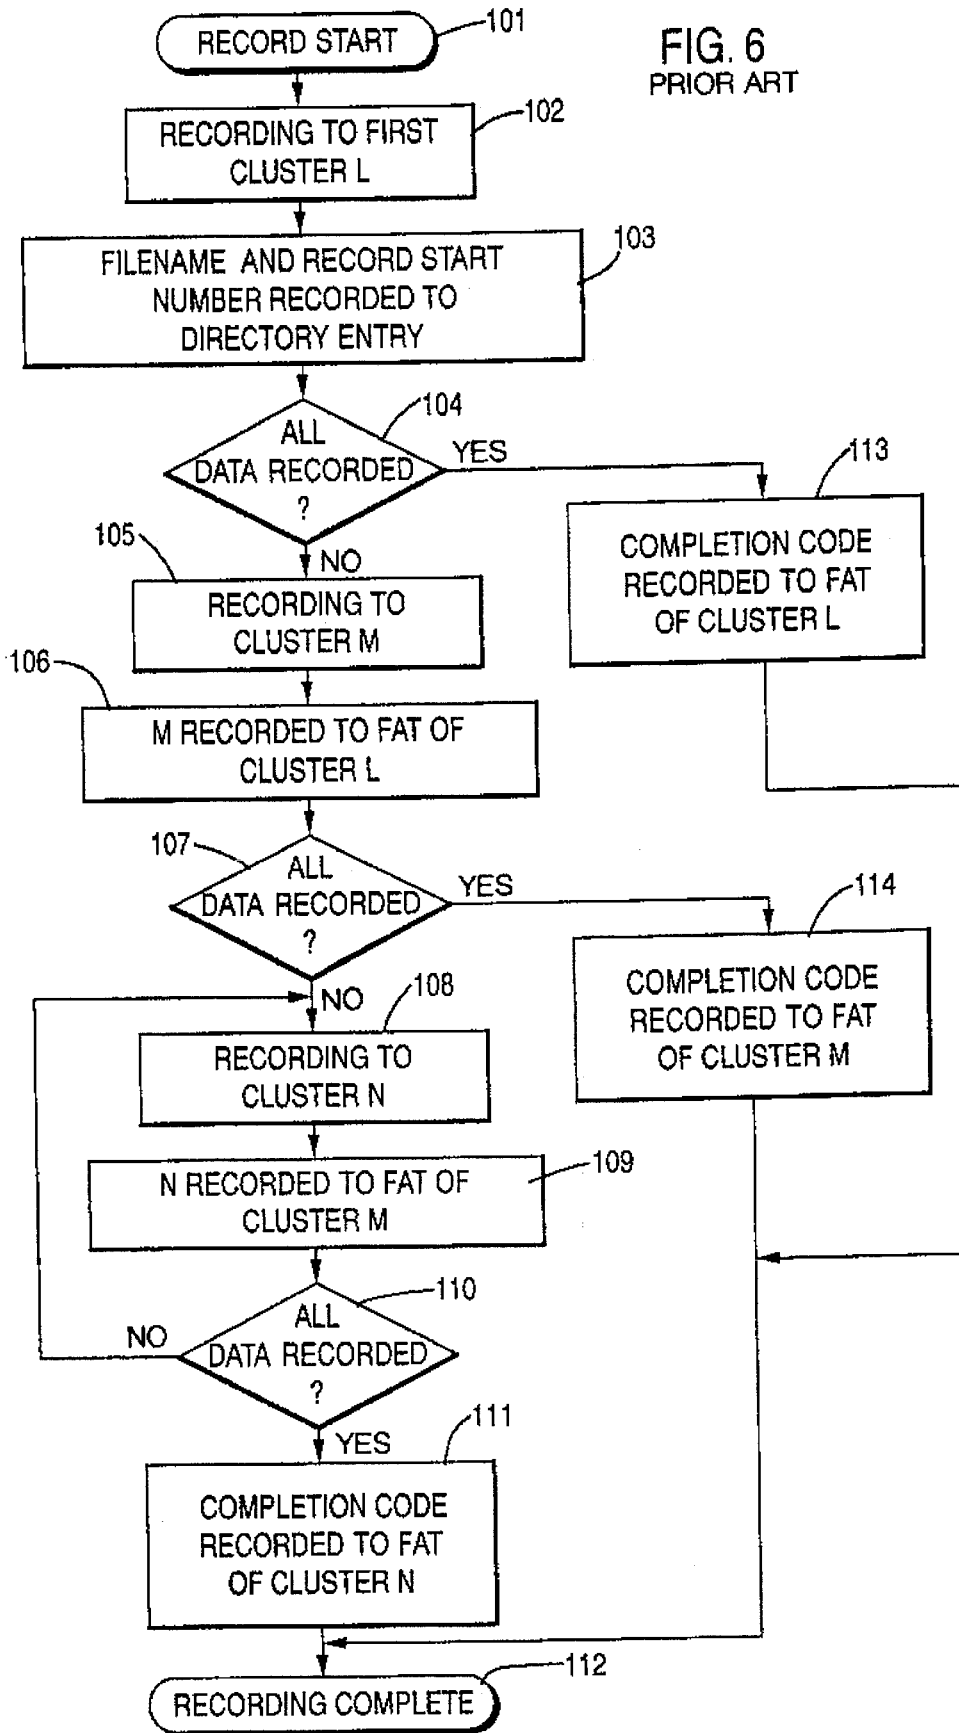 FIG. 6
PRIOR ART
RECORD START
101
RECORDING TO FIRST
CLUSTER L
102
FILENAME AND RECORD START
NUMBER RECORDED TO
DIRECTORY ENTRY
103
ALL
DATA RECORDED
?
104
YES
NO
113
COMPLETION CODE
RECORDED TO FAT
OF CLUSTER L
105
RECORDING TO
CLUSTER M
106
M RECORDED TO FAT OF
CLUSTER L
107
ALL
DATA RECORDED
?
YES
NO
114
COMPLETION CODE
RECORDED TO FAT
OF CLUSTER M
108
RECORDING TO
CLUSTER N
109
N RECORDED TO FAT OF
CLUSTER M
110
ALL
DATA RECORDED
?
NO
YES
111
COMPLETION CODE
RECORDED TO FAT
OF CLUSTER N
112
RECORDING COMPLETE